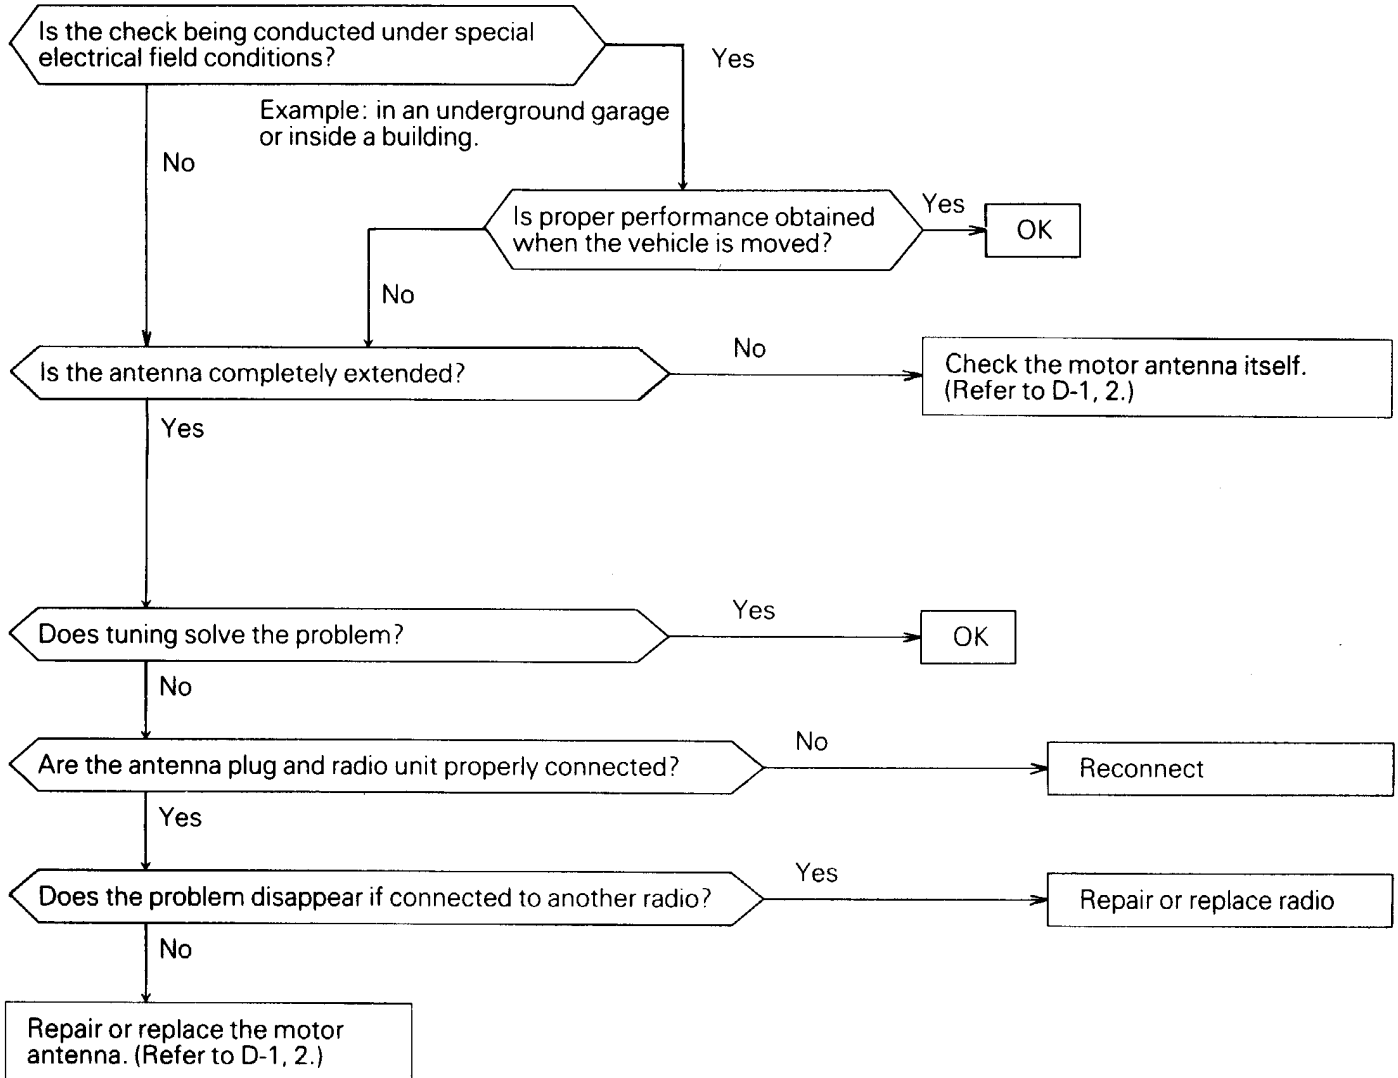 Is the check being conducted under special
electrical field conditions?
Yes
Example: in an underground garage
or inside a building.
No
Is proper performance obtained
when the vehicle is moved?
Yes
OK
No
Is the antenna completely extended?
No
Check the motor antenna itself.
(Refer to D-1, 2.)
Yes
Does tuning solve the problem?
Yes
OK
No
Are the antenna plug and radio unit properly connected?
No
Reconnect
Yes
Does the problem disappear if connected to another radio?
Yes
Repair or replace radio
No
Repair or replace the motor
antenna. (Refer to D-1, 2.)